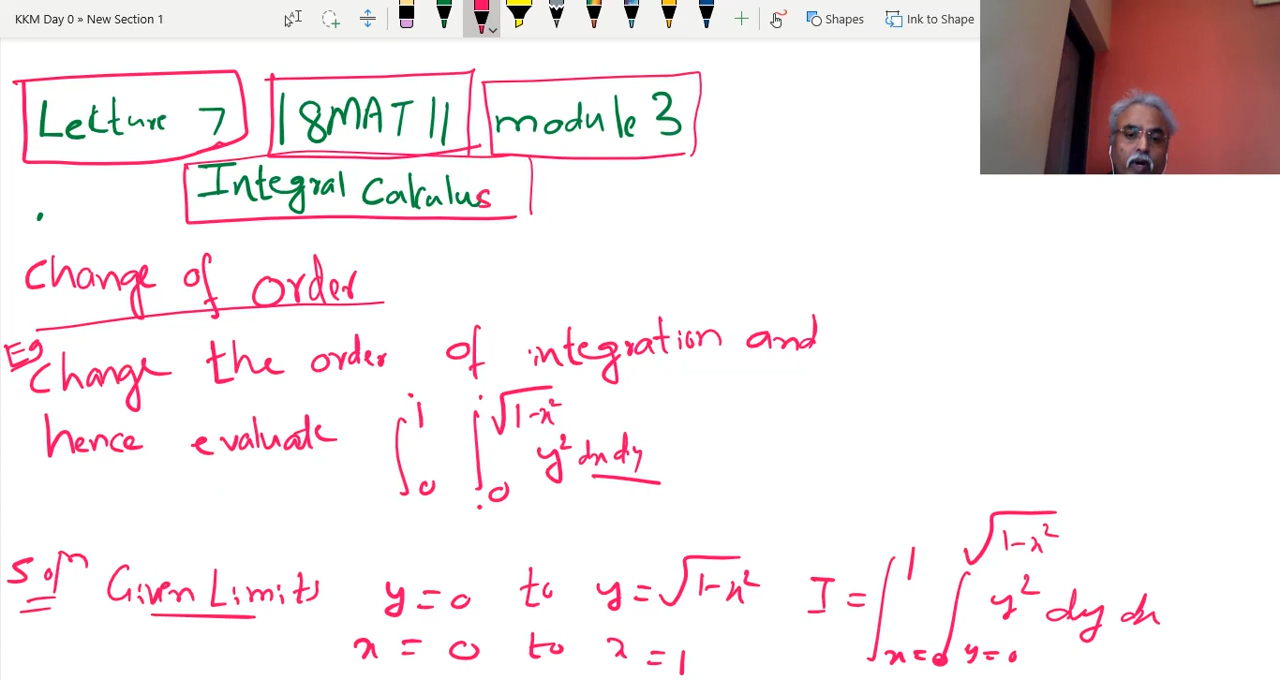 KKM Day 0 » New Section 1
Shapes
Ink to Shape
Lecture 7 18MAT11 module 3
Integral Calculus
Change of order
Eg Change the order of integration and
hence evaluate ∫₀¹ ∫₀^√(1-x²) y² dx dy
Solⁿ Given Limits y=0 to y=√(1-x²) I = ∫_{x=0}^{1} ∫_{y=0}^{√(1-x²)} y² dy dx
x = 0 to x = 1